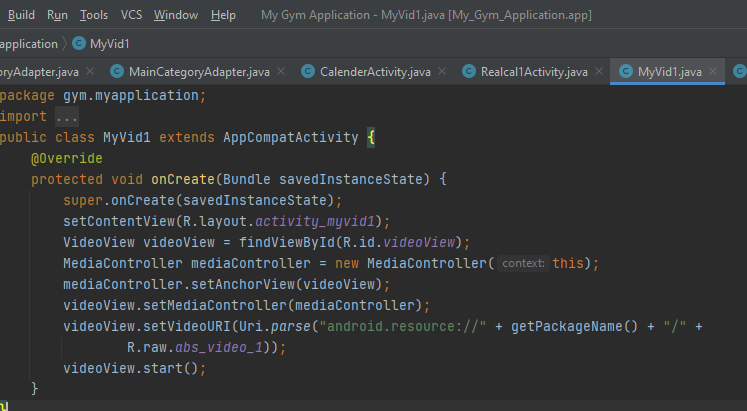 Build Run Tools VCS Window Help My Gym Application - MyVid1.java [My_Gym_Application.app]
application MyVid1
oryAdapter.java MainCategoryAdapter.java CalenderActivity.java Realcal1Activity.java MyVid1.java
package gym.myapplication;
import ...
public class MyVid1 extends AppCompatActivity {
@Override
protected void onCreate(Bundle savedInstanceState) {
super.onCreate(savedInstanceState);
setContentView(R.layout.activity_myvid1);
VideoView videoView = findViewById(R.id.videoView);
MediaController mediaController = new MediaController( context: this);
mediaController.setAnchorView(videoView);
videoView.setMediaController(mediaController);
videoView.setVideoURI(Uri.parse("android.resource://" + getPackageName() + "/" +
R.raw.abs_video_1));
videoView.start();
}
}